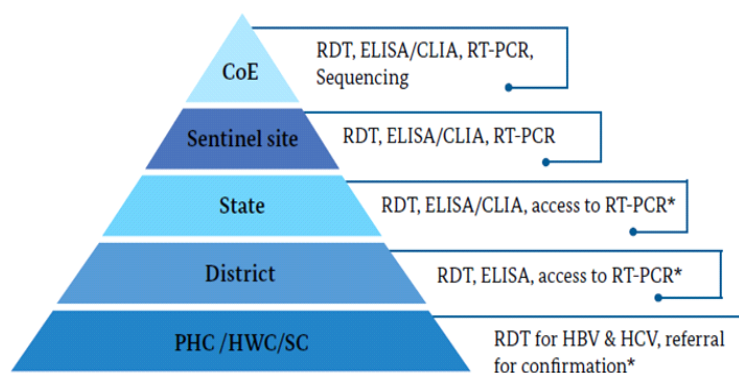 CoE
RDT, ELISA/CLIA, RT-PCR,
Sequencing
Sentinel site
RDT, ELISA/CLIA, RT-PCR
State
RDT, ELISA/CLIA, access to RT-PCR*
District
RDT, ELISA, access to RT-PCR*
PHC /HWC/SC
RDT for HBV & HCV, referral
for confirmation*